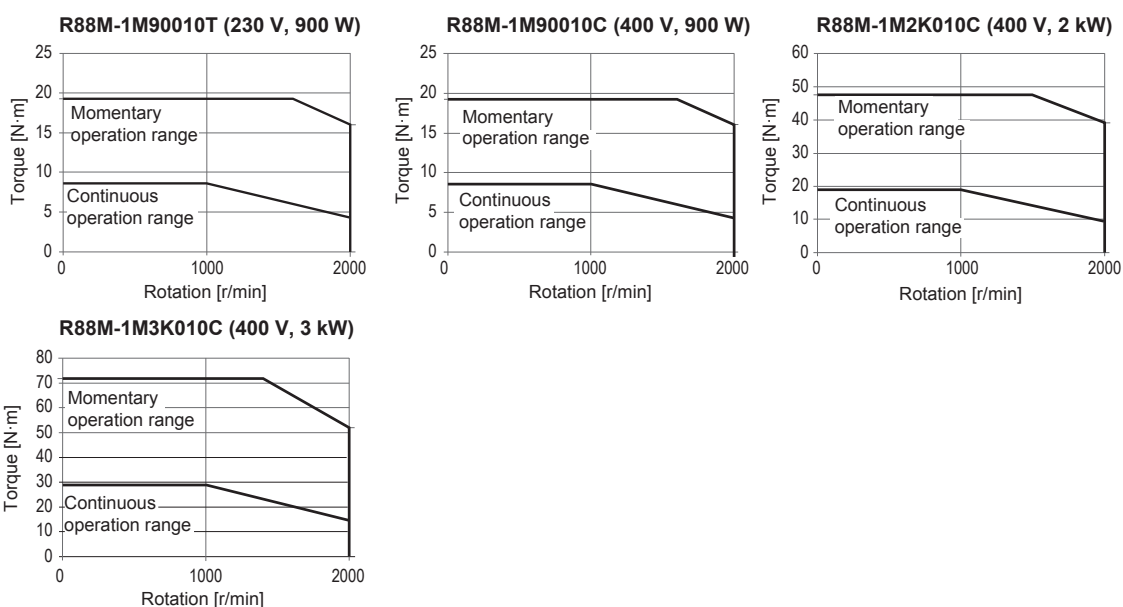 R88M-1M90010T (230 V, 900 W)
25
20
15
10
5
0
Torque [N·m]
Momentary
operation range
Continuous
operation range
0
1000
2000
Rotation [r/min]
R88M-1M90010C (400 V, 900 W)
25
20
15
10
5
0
Torque [N·m]
Momentary
operation range
Continuous
operation range
0
1000
2000
Rotation [r/min]
R88M-1M2K010C (400 V, 2 kW)
60
50
40
30
20
10
0
Torque [N·m]
Momentary
operation range
Continuous
operation range
0
1000
2000
Rotation [r/min]
R88M-1M3K010C (400 V, 3 kW)
80
70
60
50
40
30
20
10
0
Torque [N·m]
Momentary
operation range
Continuous
operation range
0
1000
2000
Rotation [r/min]